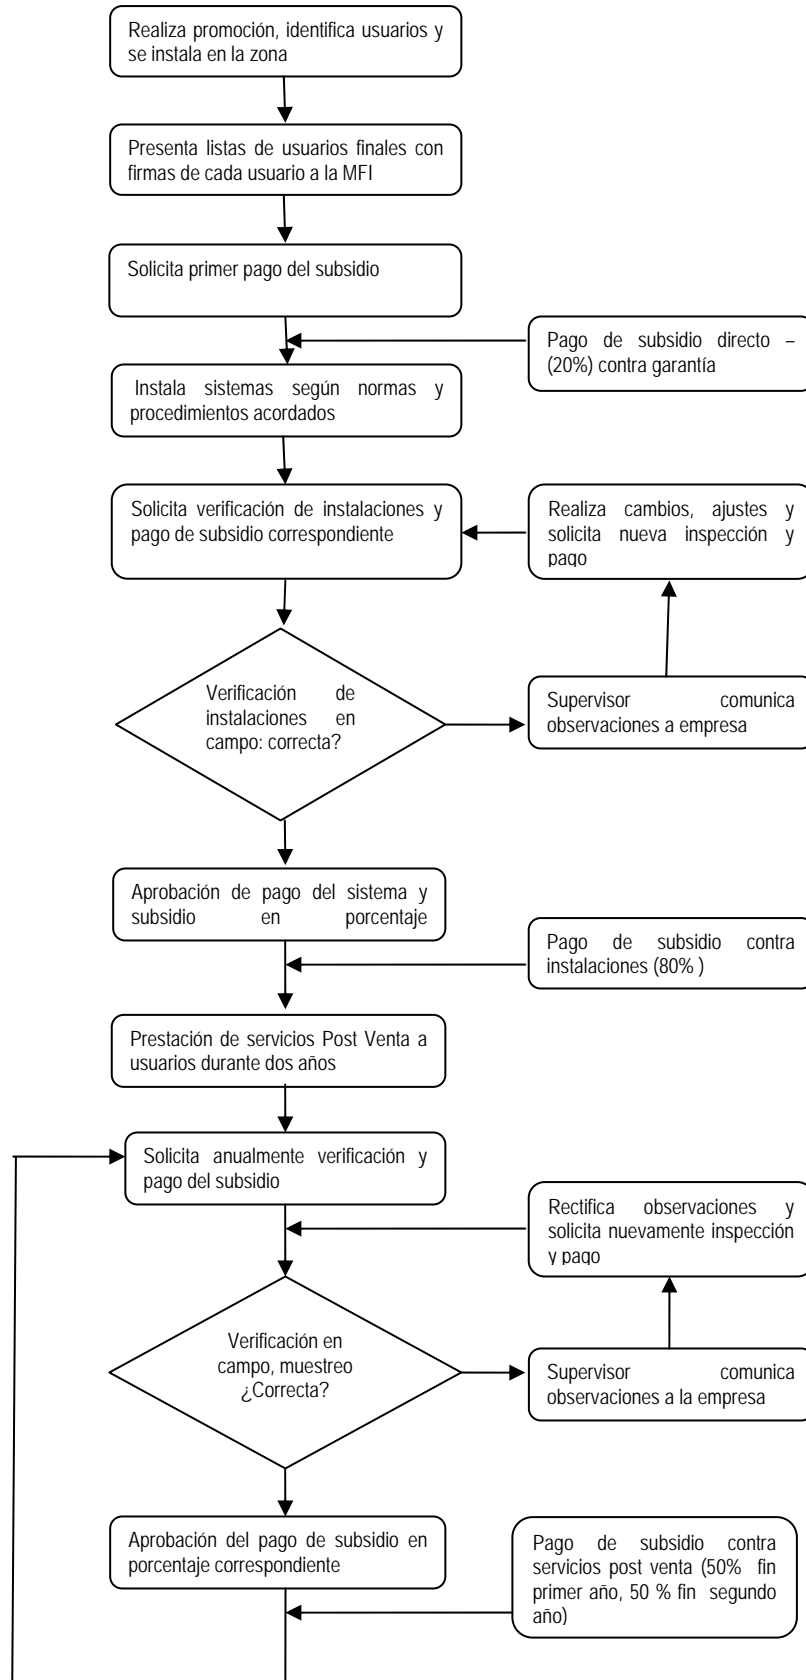 Realiza promoción, identifica usuarios y
se instala en la zona
Presenta listas de usuarios finales con
firmas de cada usuario a la MFI
Solicita primer pago del subsidio
Pago de subsidio directo –
(20%) contra garantía
Instala sistemas según normas y
procedimientos acordados
Solicita verificación de instalaciones y
pago de subsidio correspondiente
Realiza cambios, ajustes y
solicita nueva inspección y
pago
Verificación de
instalaciones en
campo: correcta?
Supervisor comunica
observaciones a empresa
Aprobación de pago del sistema y
subsidio en porcentaje
Pago de subsidio contra
instalaciones (80% )
Prestación de servicios Post Venta a
usuarios durante dos años
Solicita anualmente verificación y
pago del subsidio
Rectifica observaciones y
solicita nuevamente inspección
y pago
Verificación en
campo, muestreo
¿Correcta?
Supervisor comunica
observaciones a la empresa
Aprobación del pago de subsidio en
porcentaje correspondiente
Pago de subsidio contra
servicios post venta (50% fin
primer año, 50 % fin segundo
año)